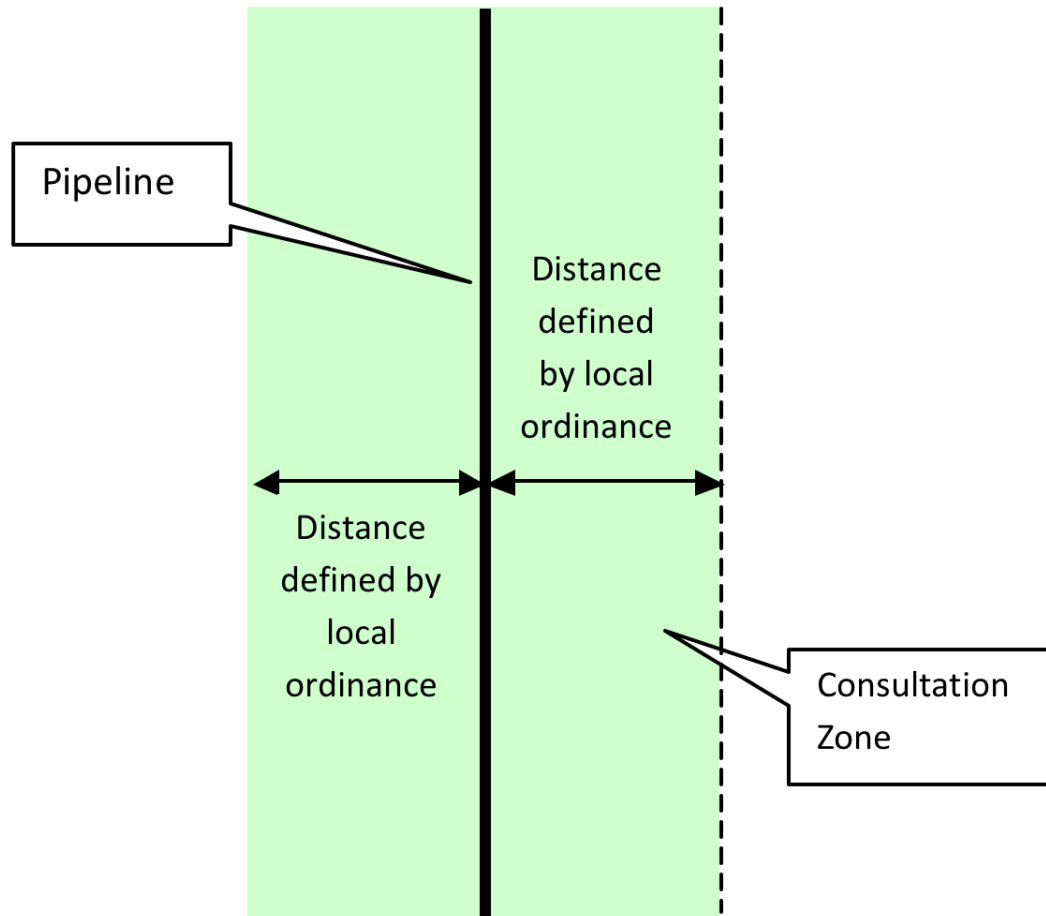 Pipeline
Distance
defined
by local
ordinance
Distance
defined by
local
ordinance
Consultation
Zone